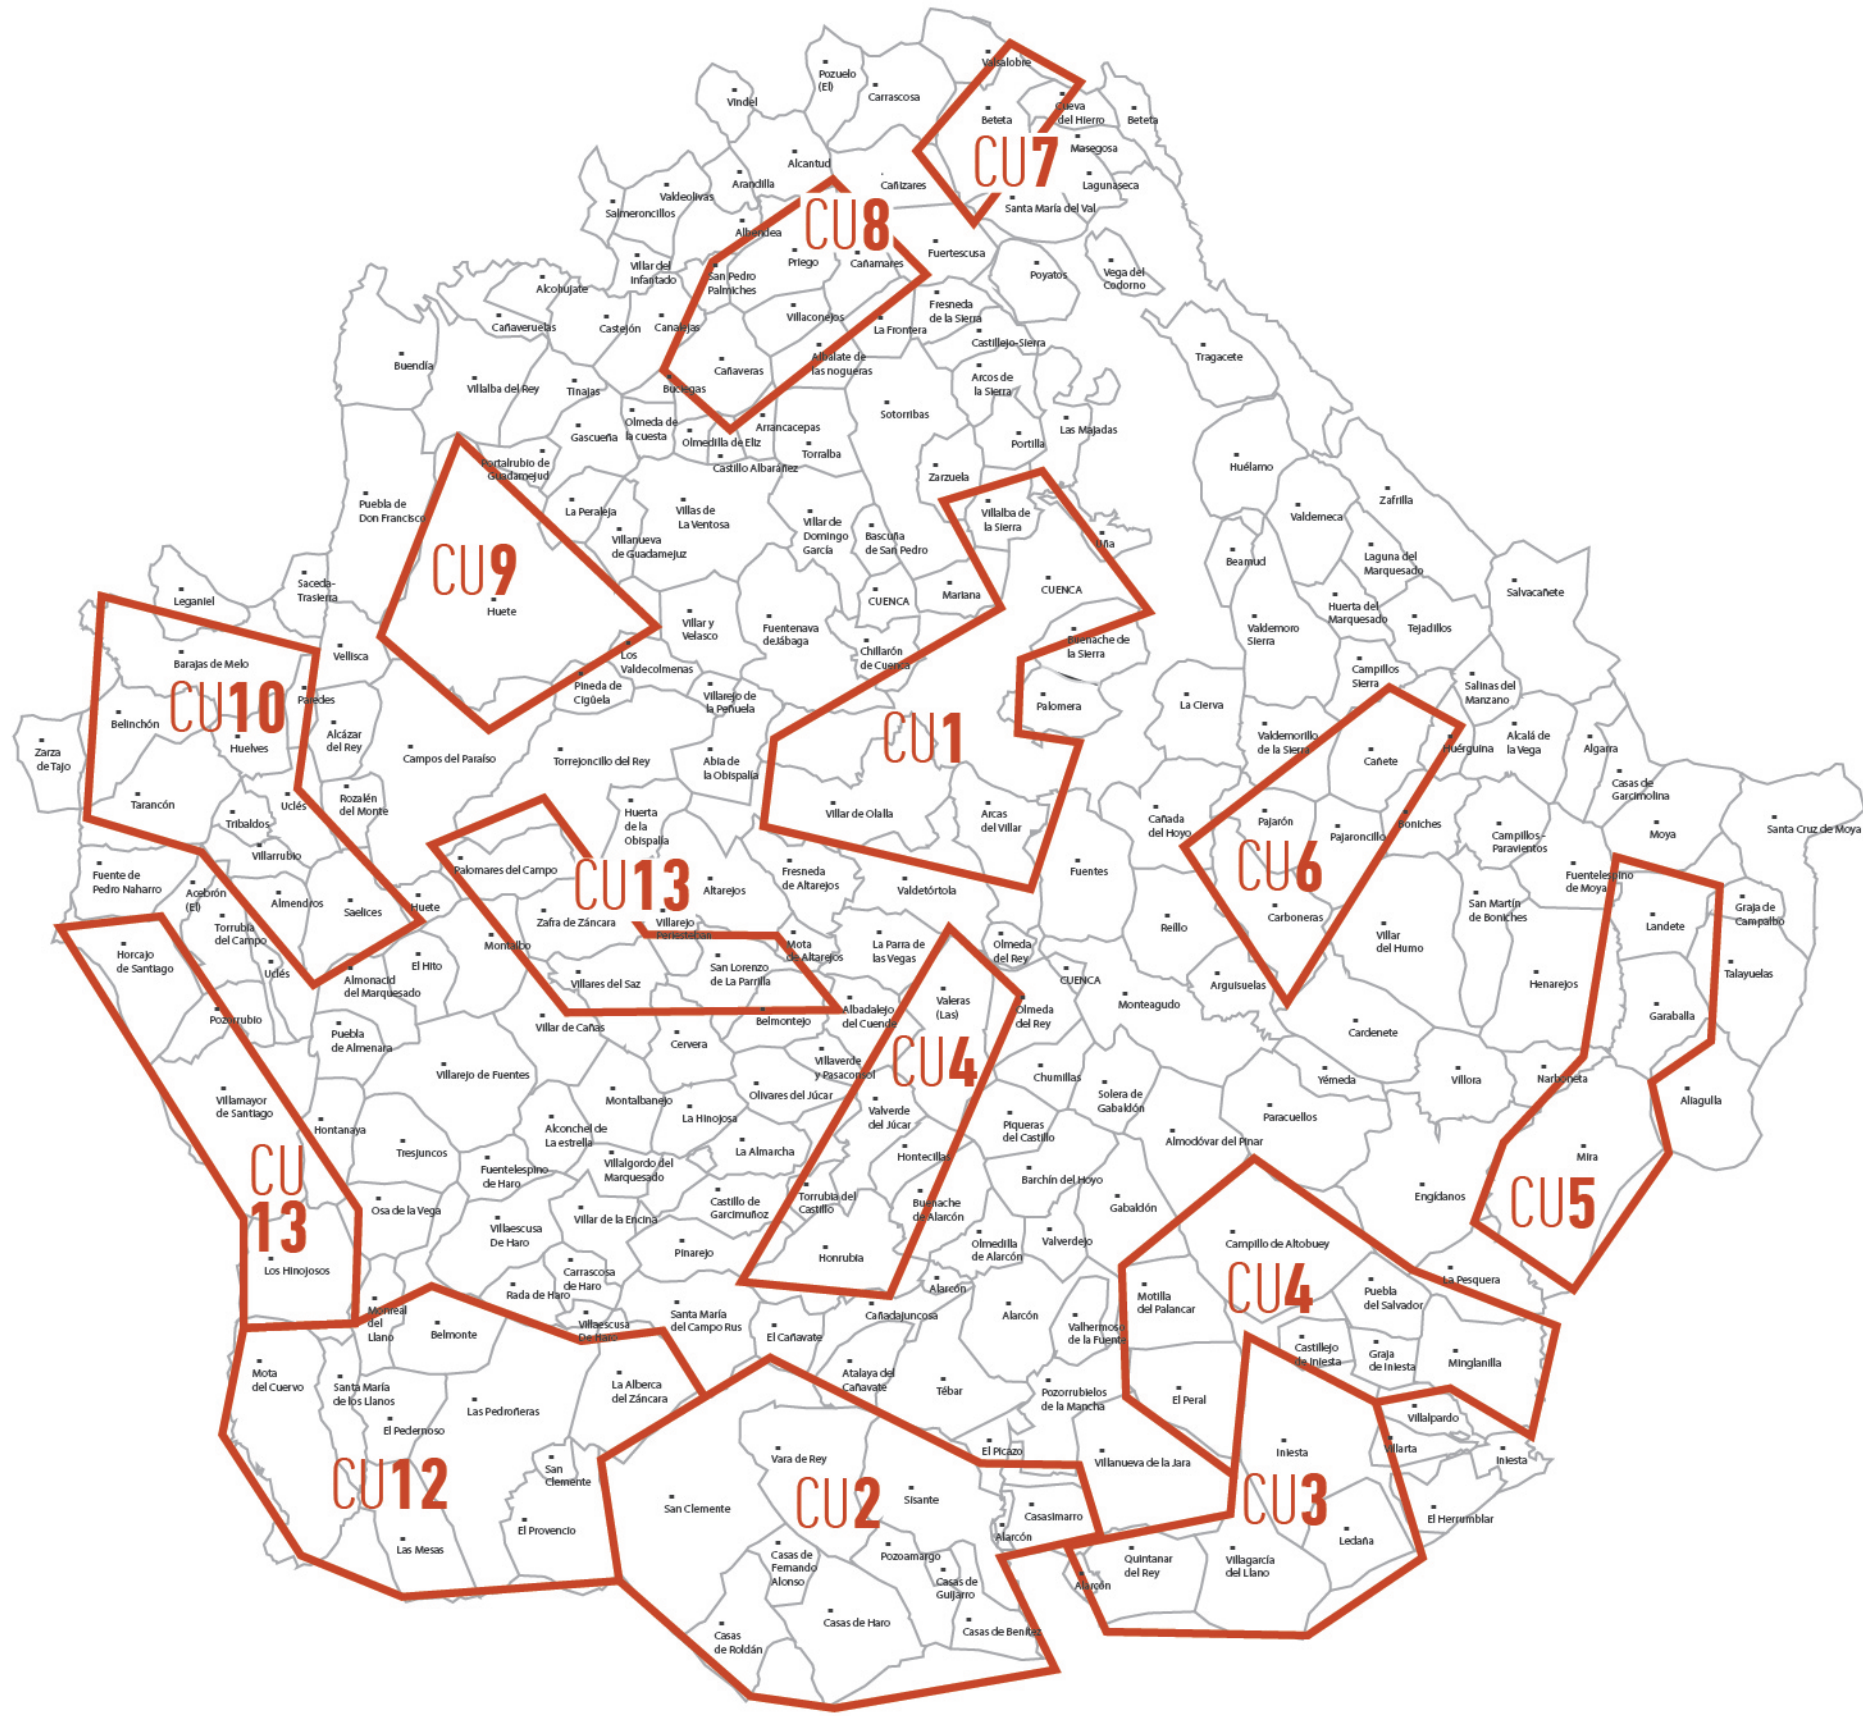 Valsalobre
Pozuelo
(El)
Carrascosa
Vindel
Cueva
del Hierro
Beteta
Beteta
CU7
Masegosa
Alcantud
Lagunaseca
Cañizares
Arandilla
Valdeolivas
Santa María del Val
Salmeroncillos
CU8
Albendea
Fuertescusa
Priego
Cañamares
Villar del
Infantado
San Pedro
Palmiches
Poyatos
Vega del
Codorno
Alcohujate
Fresneda
de la Sierra
Villaconejos
Cañaveruelas
Castejón
Canalejas
La Frontera
Castillejo-Sierra
Albalate de
las nogueras
Tragacete
Buendía
Cañaveras
Arcos de
la Sierra
Villalba del Rey
Tinajas
Buciegas
Sotorribas
Olmeda de
la cuesta
Arrancacepas
Las Majadas
Gascueña
Olmedilla de Eliz
Portilla
Torralba
Castillo Albaráñez
Portalrubio de
Guadamejud
Zarzuela
Huélamo
Puebla de
Don Francisco
La Peraleja
Villas de
La Ventosa
Villalba de
la Sierra
Zafrilla
Valdemeca
Villar de
Domingo
García
Bascuña
de San Pedro
Villanueva
de Guadamejuz
Uña
Laguna del
Marquesado
Beamud
CU9
Saceda-
Trasierra
Leganiel
Huete
CUENCA
Mariana
CUENCA
Salvacañete
Huerta del
Marquesado
Villar y
Velasco
Fuentenava
deJábaga
Valdemoro
Sierra
Tejadillos
Chillarón
de Cuenca
Buenache de
la Sierra
Vellisca
Barajas de Melo
Los
Valdecolmenas
Campillos
Sierra
Salinas del
Manzano
Pineda de
Cigûela
Paredes
Villarejo de
la Peñuela
Palomera
La Cierva
CU10
Belinchón
Huelves
Alcázar
del Rey
CU1
Valdemorillo
de la Sierra
Huérguina
Alcalá de
la Vega
Algarra
Zarza
de Tajo
Campos del Paraíso
Torrejoncillo del Rey
Abia de
la Obispalía
Cañete
Casas de
Garcimolina
Tarancón
Uclés
Rozalén
del Monte
Huerta
de la
Obispalía
Villar de Olalla
Arcas
del Villar
Cañada
del Hoyo
Pajarón
Pajaroncillo
Boniches
Campillos -
Paravientos
Moya
Santa Cruz de Moya
Tribaldos
Villarrubio
Fuente de
Pedro Naharro
Palomares del Campo
Fresneda
de Altarejos
Valdetórtola
Fuentes
CU6
Fuentelespino
de Moya
CU13
Altarejos
Acebrón
(El)
Almendros
Saelices
Huete
Zafra de Záncara
Villarejo
Periesteban
Carboneras
San Martín
de Boniches
Graja de
Campalbo
Landete
Torrubia
del Campo
Reíllo
Villar
del Humo
Horcajo
de Santiago
Montalbo
Mota
de Altarejos
La Parra de
las Vegas
Olmeda
del Rey
Uclés
El Hito
Almonacid
del Marquesado
San Lorenzo
de La Parrilla
Villares del Saz
CUENCA
Arguisuelas
Henarejos
Talayuelas
Pozorrubio
Valeras
(Las)
Albadalejo
del Cuende
Olmeda
del Rey
Monteagudo
Garaballa
Villar de Cañas
Belmontejo
Cardenete
Puebla
de Almenara
Cervera
Villarejo de Fuentes
Villaverde
y Pasaconsol
CU4
Chumillas
Yémeda
Villora
Narboneta
Villamayor
de Santiago
Montalbanejo
Olivares del Júcar
Solera de
Gabaldón
Aliagulla
La Hinojosa
Valverde
del Júcar
Piqueras
del Castillo
Paracuellos
Hontanaya
Alconchel de
La estrella
Almodóvar del Pinar
Tresjuncos
La Almarcha
Hontecillas
Mira
CU
13
Fuentelespino
de Haro
Villalgordo del
Marquesado
Barchín del Hoyo
Engídanos
CU5
Osa de la Vega
Castillo de
Garcimuñoz
Torrubia del
Castillo
Buenache
de Alarcón
Gabaldón
Villaescusa
De Haro
Villar de la Encina
Valverdejo
Olmedilla
de Alarcón
Campillo de Altobuey
Pinarejo
Honrubia
Los Hinojosos
Carrascosa
de Haro
La Pesquera
CU4
Rada de Haro
Alarcón
Motilla
del Palancar
Puebla
del Salvador
Monreal
del
Llano
Villaescusa
De Haro
Santa María
del Campo Rus
Cañadajuncosa
Alarcón
Valhermoso
de la Fuente
Belmonte
El Cañavate
Castillejo
de Iniesta
Graja
de Iniesta
Minglanilla
Mota
del Cuervo
Santa María
de los Llanos
La Alberca
del Záncara
Atalaya del
Cañavate
Tébar
Pozorrubielos
de la Mancha
El Peral
Las Pedroñeras
El Pedernoso
Villalpardo
Vara de Rey
El Picazo
Villanueva de la Jara
Iniesta
Villarta
Iniesta
CU12
San
Clemente
San Clemente
CU2
Sisante
CU3
Casasimarro
El Herrumblar
El Provencio
Alarcón
Ledaña
Las Mesas
Casas de
Fernando
Alonso
Pozoamargo
Quintanar
del Rey
Villagarcía
del Llano
Casas de
Guijarro
Alarcón
Casas de Haro
Casas de Benítez
Casas
de Roldán